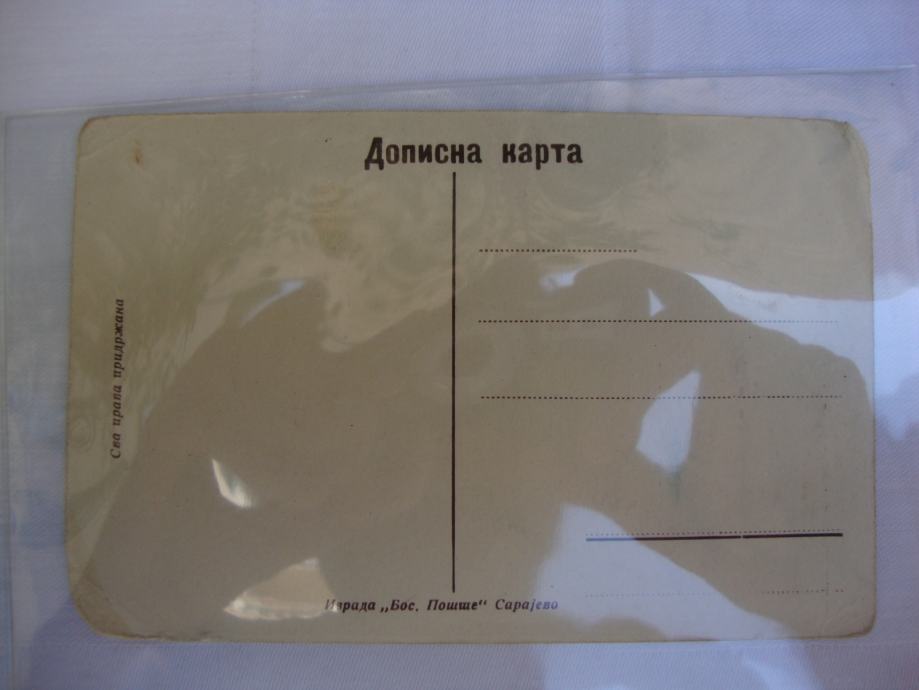 Дописна карта
Сва права придржана
Израда „Бос. Поште“ Сарајево